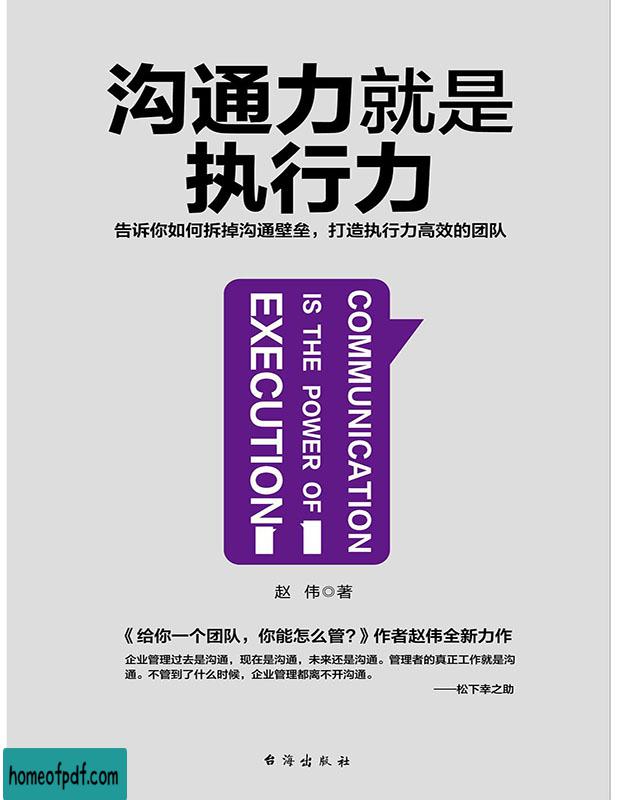 沟通力就是
执行力
告诉你如何拆掉沟通壁垒，打造执行力高效的团队
COMMUNICATION
IS THE POWER OF
EXECUTION
赵 伟◎著
《给你一个团队，你能怎么管？》作者赵伟全新力作
企业管理过去是沟通，现在是沟通，未来还是沟通。管理者的真正工作就是沟
通。不管到了什么时候，企业管理都离不开沟通。
——松下幸之助
台海出版社
homeofpdf.com